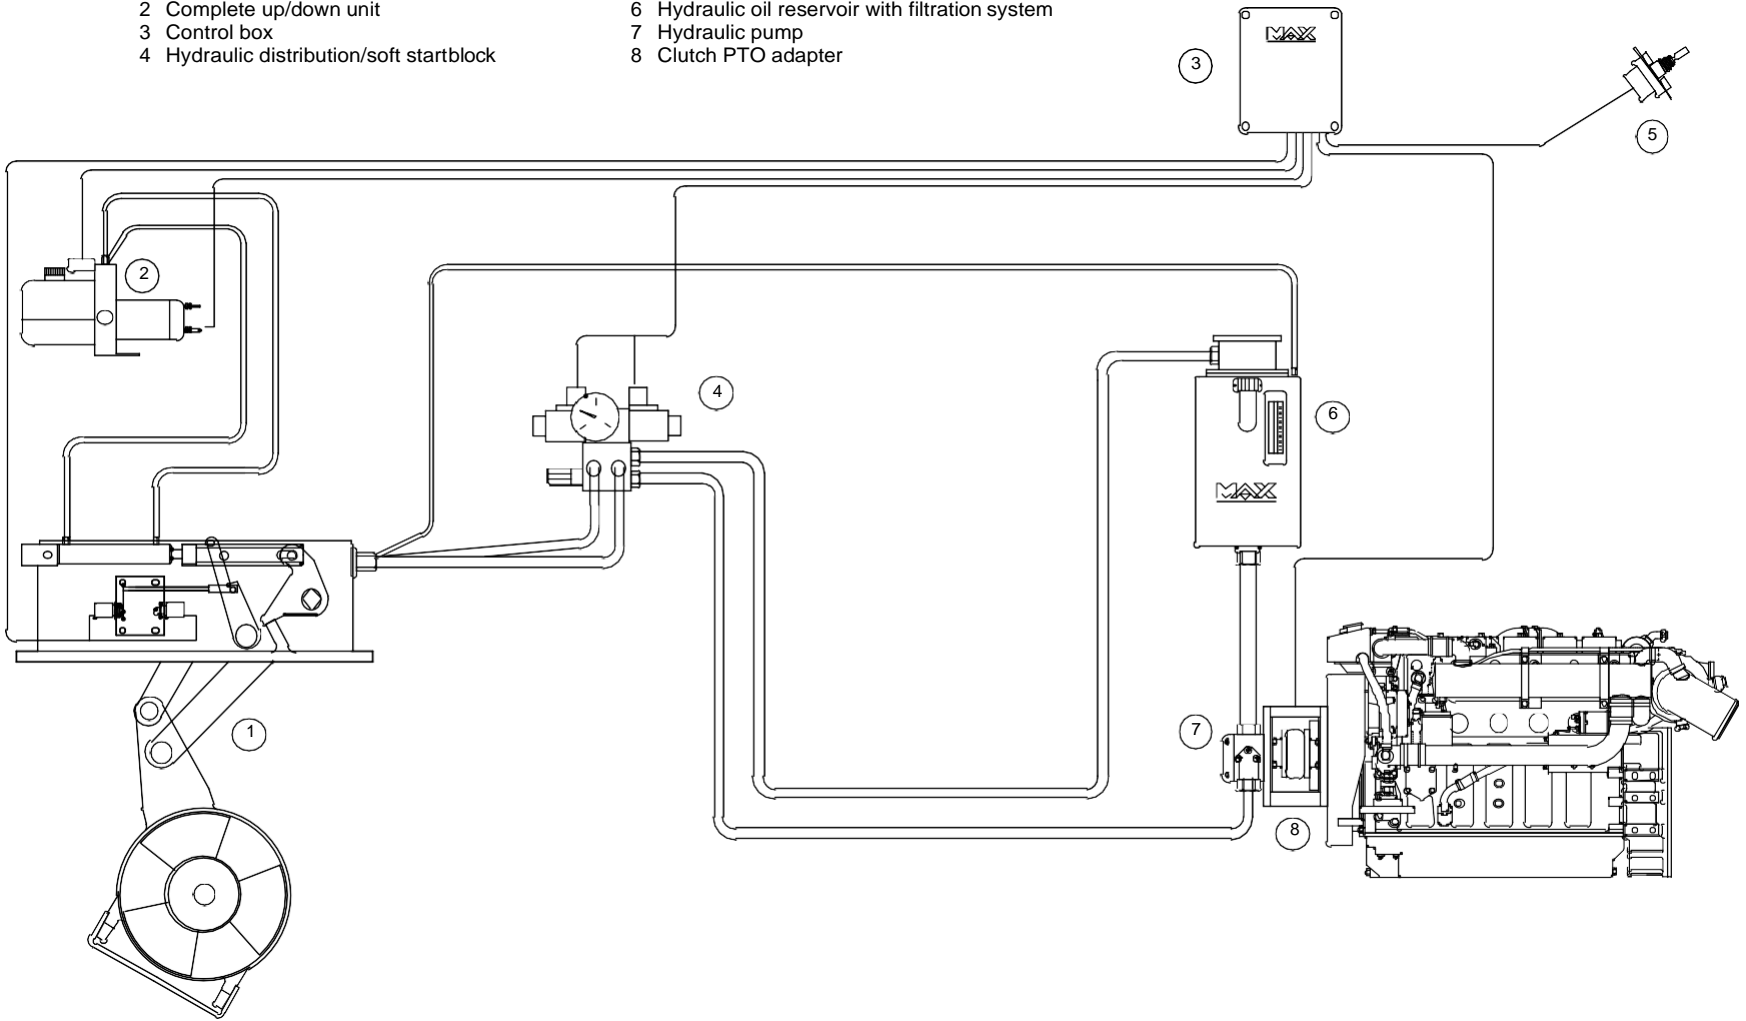 2 Complete up/down unit
3 Control box
4 Hydraulic distribution/soft startblock
6 Hydraulic oil reservoir with filtration system
7 Hydraulic pump
8 Clutch PTO adapter
MAX
3
5
2
4
6
MAX
1
7
8